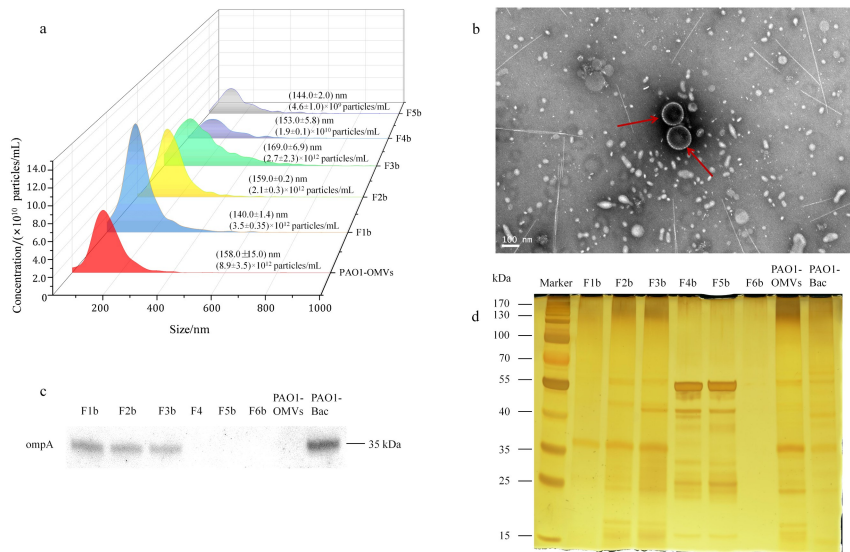 a
Concentration/(×10¹⁰ particles/mL)
14.0
12.0
10.0
8.0
6.0
4.0
2.0
0
200
400
600
800
1000
Size/nm
(144.0±2.0) nm
(4.6±1.0)×10⁹ particles/mL
F5b
(153.0±5.8) nm
(1.9±0.1)×10¹⁰ particles/mL
F4b
(169.0±6.9) nm
(2.7±2.3)×10¹² particles/mL
F3b
(159.0±0.2) nm
(2.1±0.3)×10¹² particles/mL
F2b
(140.0±1.4) nm
(3.5±0.35)×10¹² particles/mL
F1b
(158.0±15.0) nm
(8.9±3.5)×10¹² particles/mL
PAO1-OMVs
b
100 nm
c
F1b F2b F3b F4 F5b F6b PAO1-OMVs PAO1-Bac
ompA
35 kDa
d
kDa
Marker F1b F2b F3b F4b F5b F6b PAO1-OMVs PAO1-Bac
170
130
100
70
55
40
35
25
15